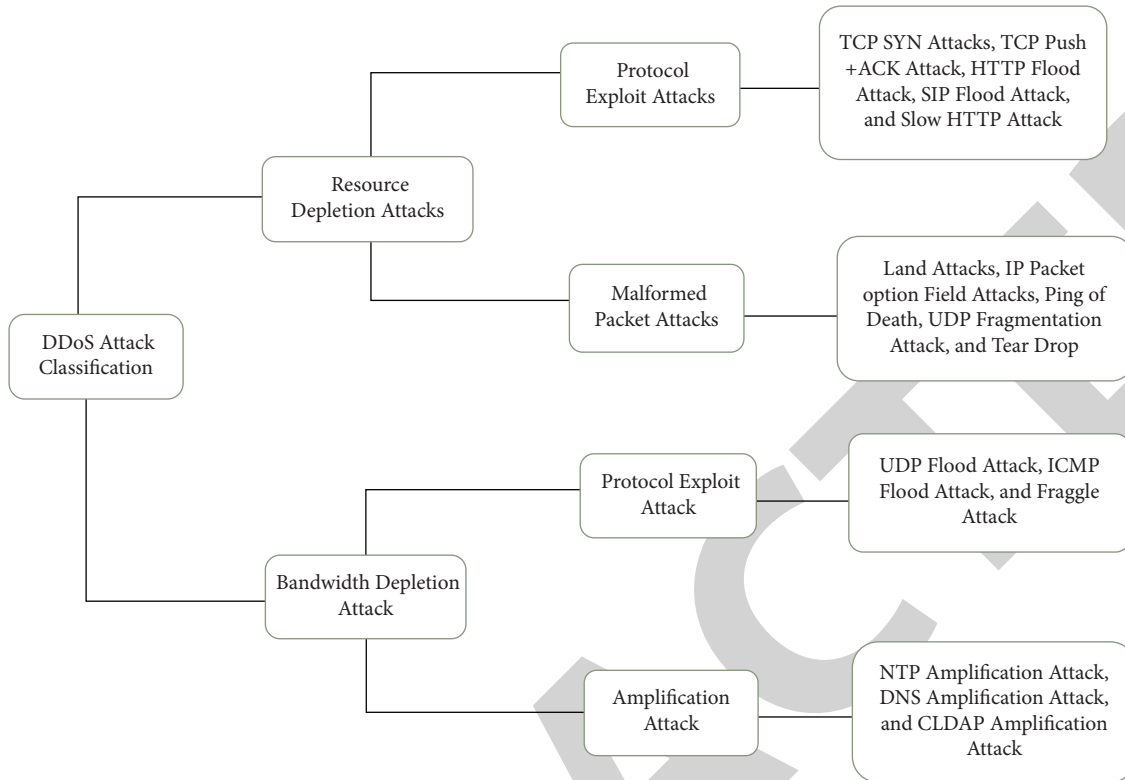 TCP SYN Attacks, TCP Push
+ACK Attack, HTTP Flood
Attack, SIP Flood Attack,
and Slow HTTP Attack
Protocol
Exploit Attacks
Resource
Depletion Attacks
Land Attacks, IP Packet
option Field Attacks, Ping of
Death, UDP Fragmentation
Attack, and Tear Drop
Malformed
Packet Attacks
DDoS Attack
Classification
UDP Flood Attack, ICMP
Flood Attack, and Fraggle
Attack
Protocol Exploit
Attack
Bandwidth Depletion
Attack
NTP Amplification Attack,
DNS Amplification Attack,
and CLDAP Amplification
Attack
Amplification
Attack